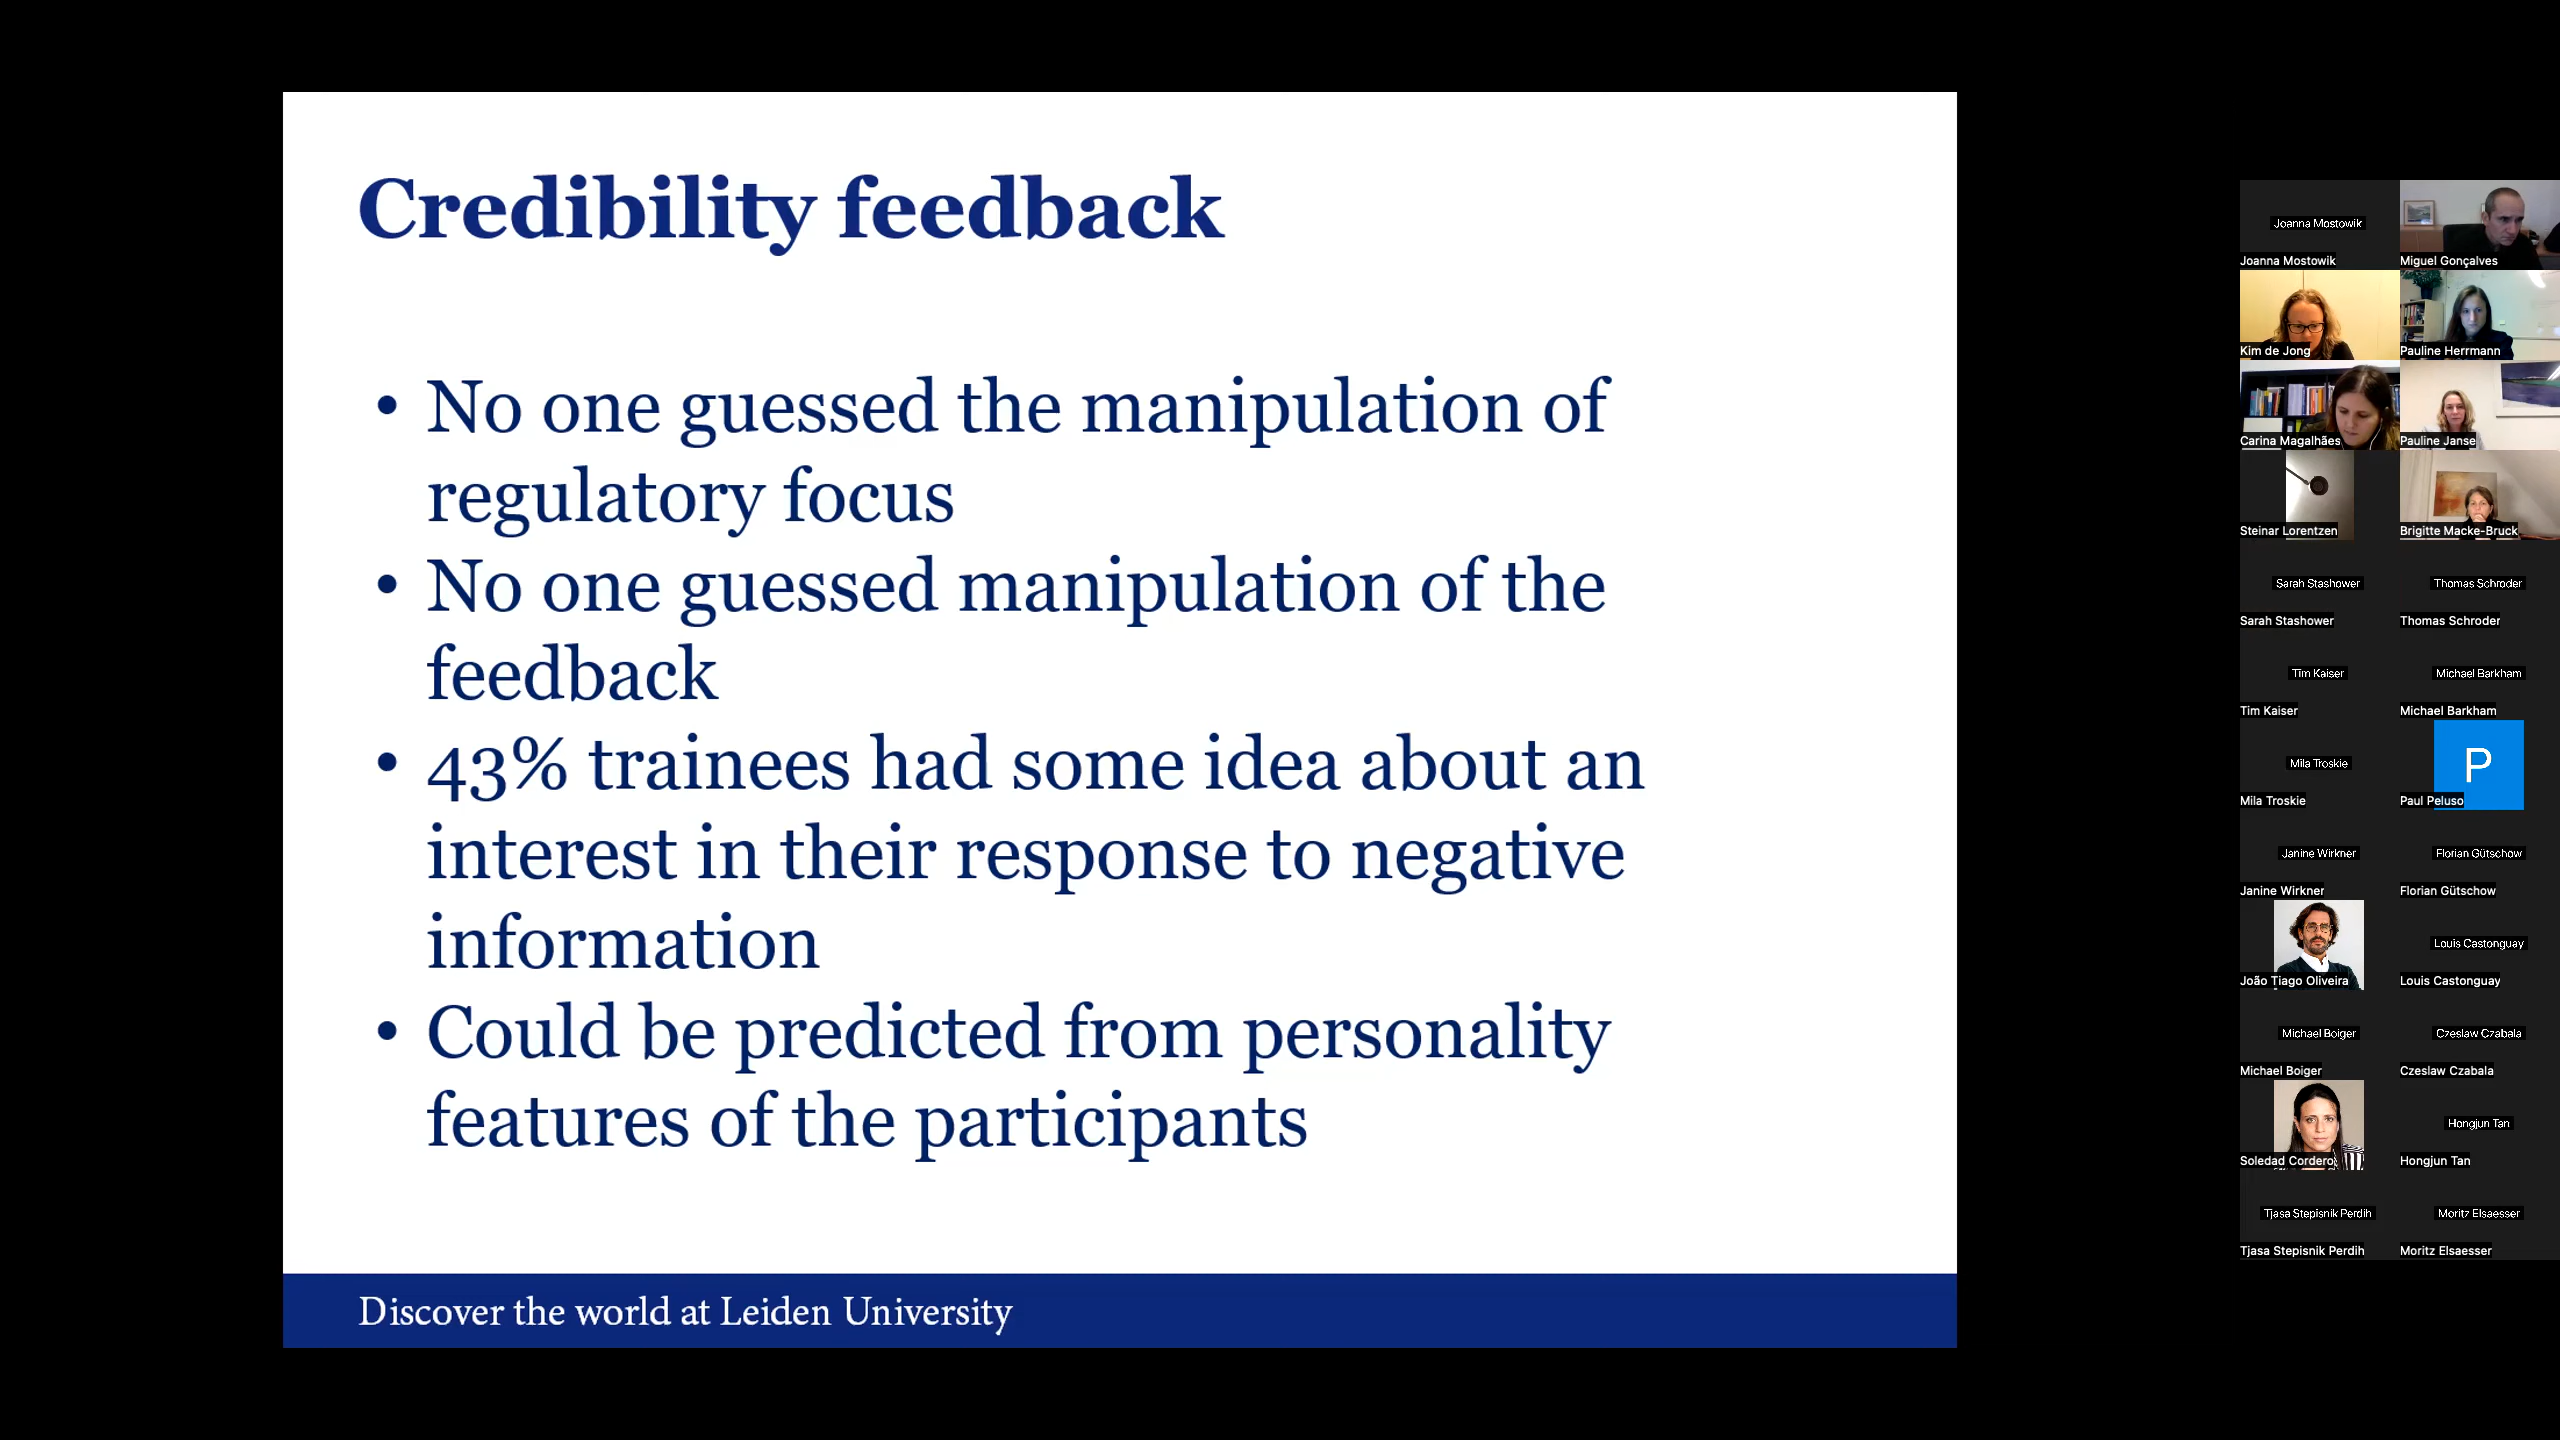 Credibility feedback
• No one guessed the manipulation of
regulatory focus
• No one guessed manipulation of the
feedback
• 43% trainees had some idea about an
interest in their response to negative
information
• Could be predicted from personality
features of the participants
Discover the world at Leiden University
Joanna Mostowik
Joanna Mostowik
Miguel Gonçalves
Kim de Jong
Pauline Herrmann
Carina Magalhães
Pauline Janse
Steinar Lorentzen
Brigitte Macke-Bruck
Sarah Stashower
Thomas Schroder
Sarah Stashower
Thomas Schroder
Tim Kaiser
Michael Barkham
Tim Kaiser
Michael Barkham
Mila Troskie
P
Mila Troskie
Paul Peluso
Janine Wirkner
Florian Gütschow
Janine Wirkner
Florian Gütschow
Louis Castonguay
João Tiago Oliveira
Louis Castonguay
Michael Boiger
Czeslaw Czabala
Michael Boiger
Czeslaw Czabala
Hongjun Tan
Soledad Cordero
Hongjun Tan
Tjasa Stepisnik Perdih
Moritz Elsaesser
Tjasa Stepisnik Perdih
Moritz Elsaesser